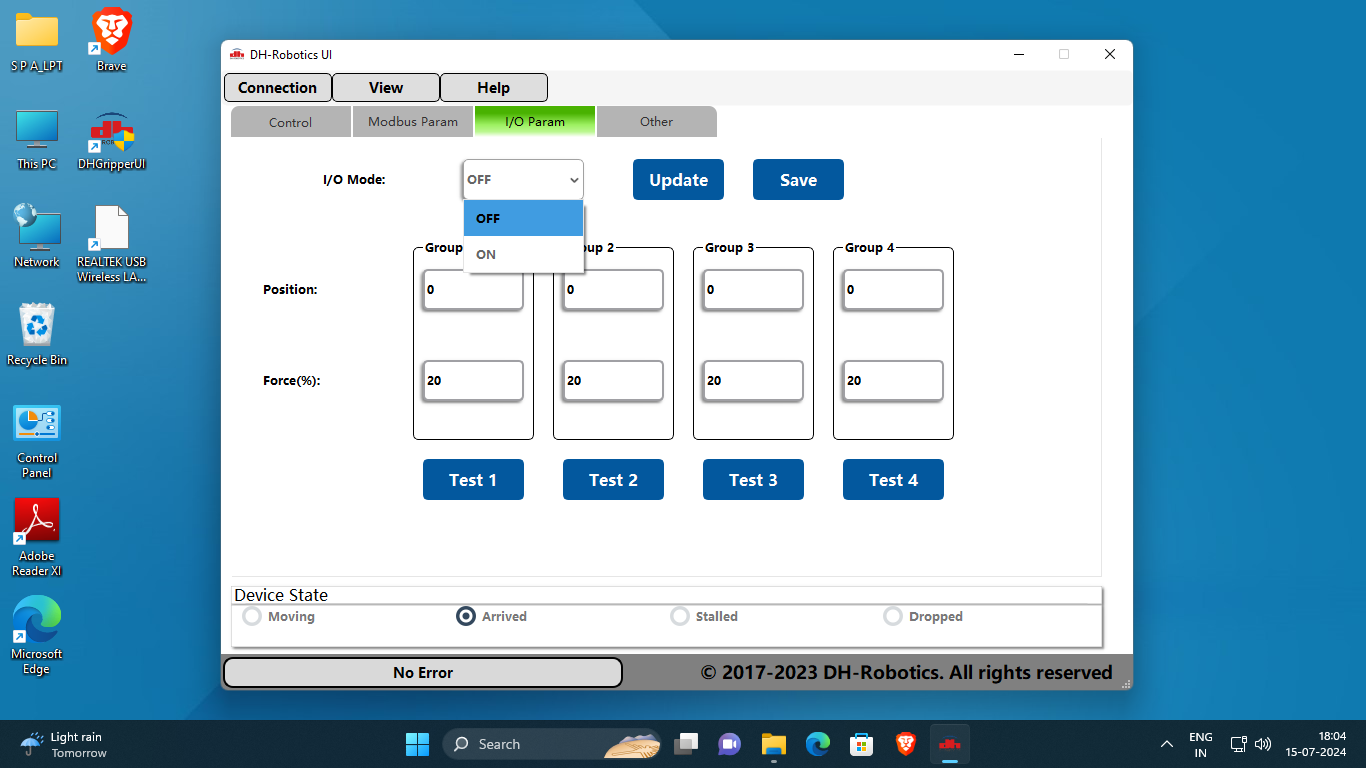 S P A_LPT
Brave
This PC
DHGripperUI
Network
REALTEK USB
Wireless LA...
Recycle Bin
Control
Panel
Adobe
Reader XI
Microsoft
Edge
DH-Robotics UI
Connection View Help
Control Modbus Param I/O Param Other
I/O Mode: OFF Update Save
OFF
ON
Group up 2 Group 3 Group 4
Position: 0 0 0 0
Force(%): 20 20 20 20
Test 1 Test 2 Test 3 Test 4
Device State
Moving Arrived Stalled Dropped
No Error © 2017-2023 DH-Robotics. All rights reserved
Light rain
Tomorrow
Search
ENG
IN
18:04
15-07-2024